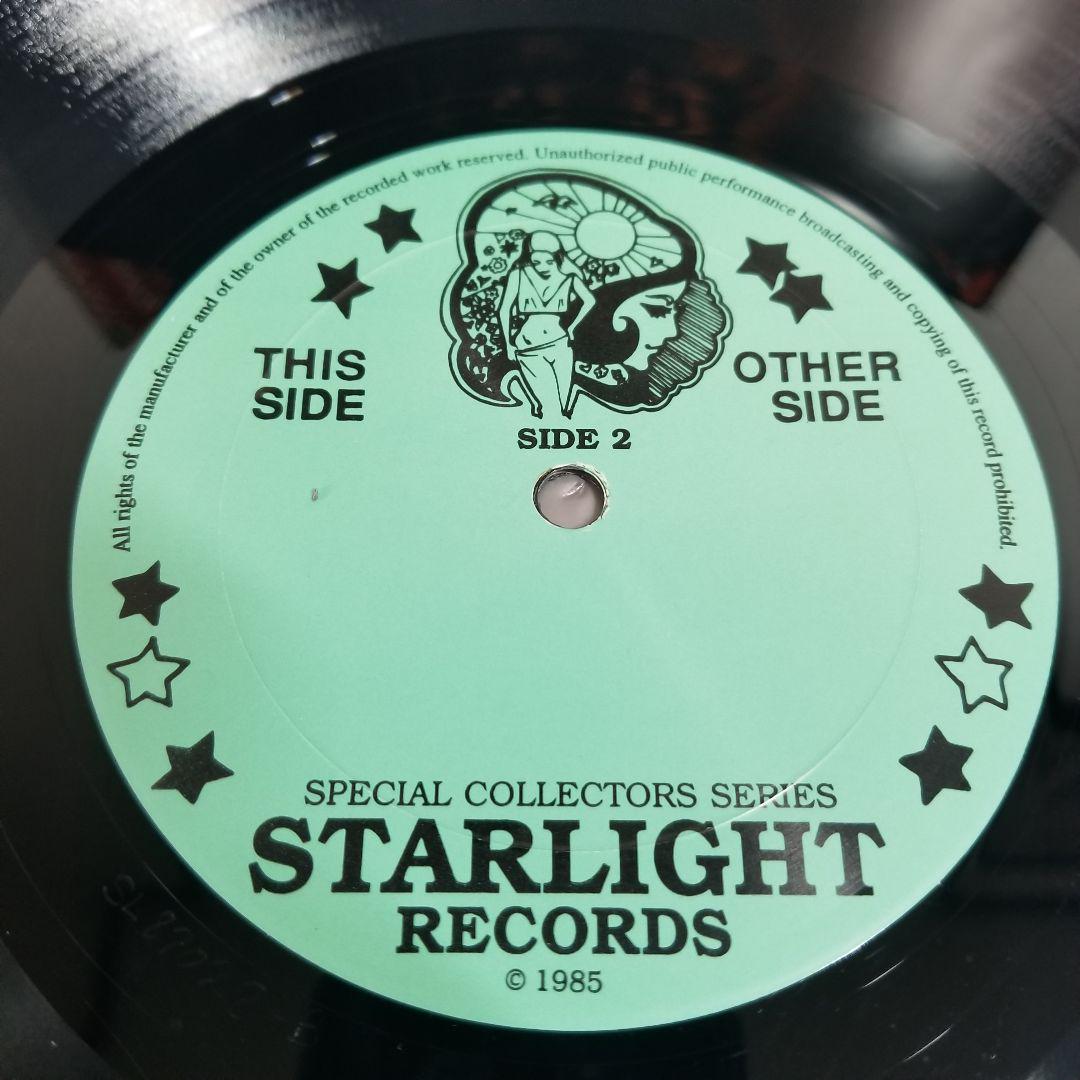 All rights of the manufacturer and of the owner of the recorded work reserved. Unauthorized public performance broadcasting and copying of this record prohibited.
THIS
SIDE
OTHER
SIDE
SIDE 2
SPECIAL COLLECTORS SERIES
STARLIGHT
RECORDS
© 1985